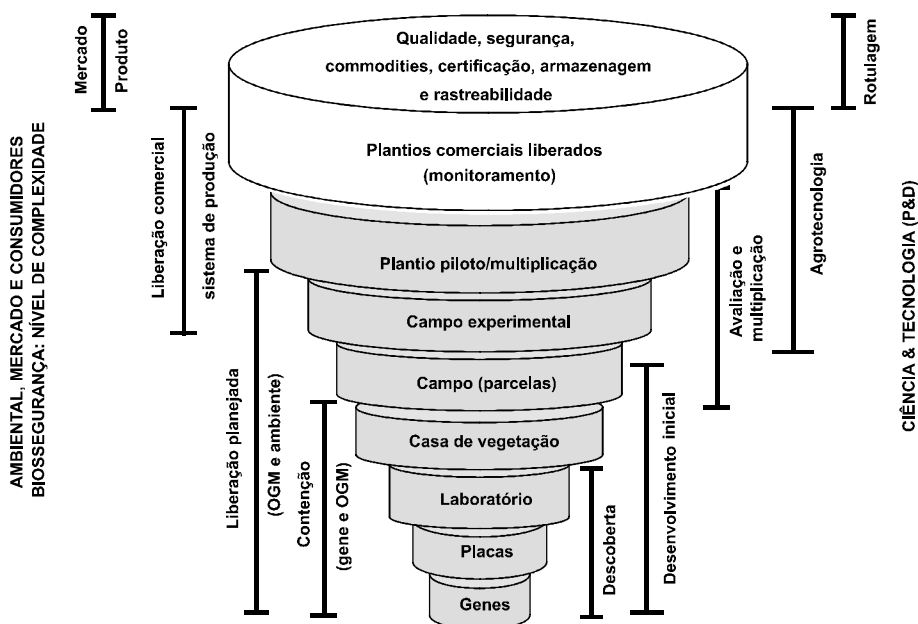 AMBIENTAL, MERCADO E CONSUMIDORES
BIOSSEGURANÇA: NÍVEL DE COMPLEXIDADE
Mercado
Produto
Liberação comercial
sistema de produção
Liberação planejada
(OGM e ambiente)
Contenção
(gene e OGM)
Qualidade, segurança,
commodities, certificação, armazenagem
e rastreabilidade
Plantios comerciais liberados
(monitoramento)
Plantio piloto/multiplicação
Campo experimental
Campo (parcelas)
Casa de vegetação
Laboratório
Placas
Genes
Descoberta
Desenvolvimento inicial
Avaliação e
multiplicação
Agrotecnologia
Rotulagem
CIÊNCIA & TECNOLOGIA (P&D)